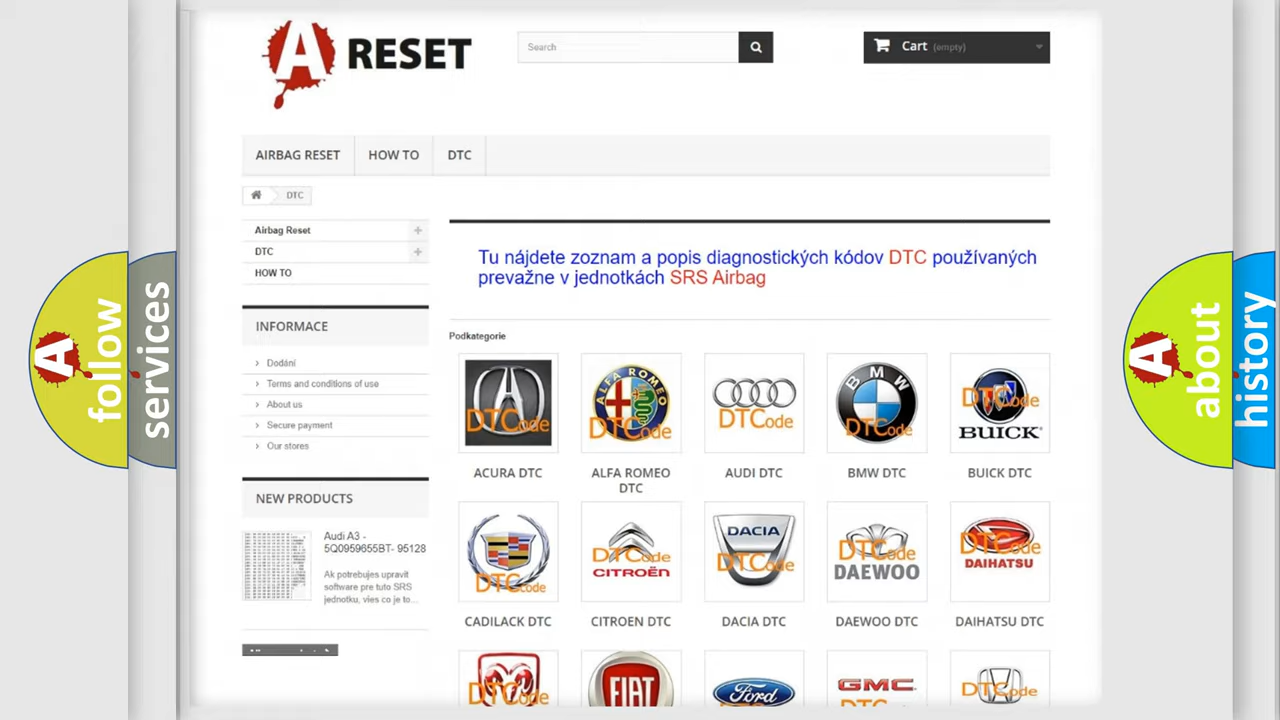 A RESET
Search
Cart (empty)
AIRBAG RESET
HOW TO
DTC
DTC
Airbag Reset
DTC
HOW TO
INFORMACE
Dodání
Terms and conditions of use
About us
Secure payment
Our stores
NEW PRODUCTS
Audi A3 -
5Q0959655BT- 95128
Ak potrebujes upravit
software pre tuto SRS
jednotku, vies co je to...
Tu nájdete zoznam a popis diagnostických kódov DTC používaných
prevažne v jednotkách SRS Airbag
Podkategorie
DTCode
ALFA ROMEO
DTCode
DTCode
BMW
DTCode
DTCode
BUICK
ACURA DTC
ALFA ROMEO
DTC
AUDI DTC
BMW DTC
BUICK DTC
DTCode
DTCode
CITROËN
DACIA
DTCode
DTCode
DAEWOO
DTCode
DAIHATSU
CADILACK DTC
CITROEN DTC
DACIA DTC
DAEWOO DTC
DAIHATSU DTC
DTCode
FIAT
Ford
GMC
DTCode
A follow
services
A about
history